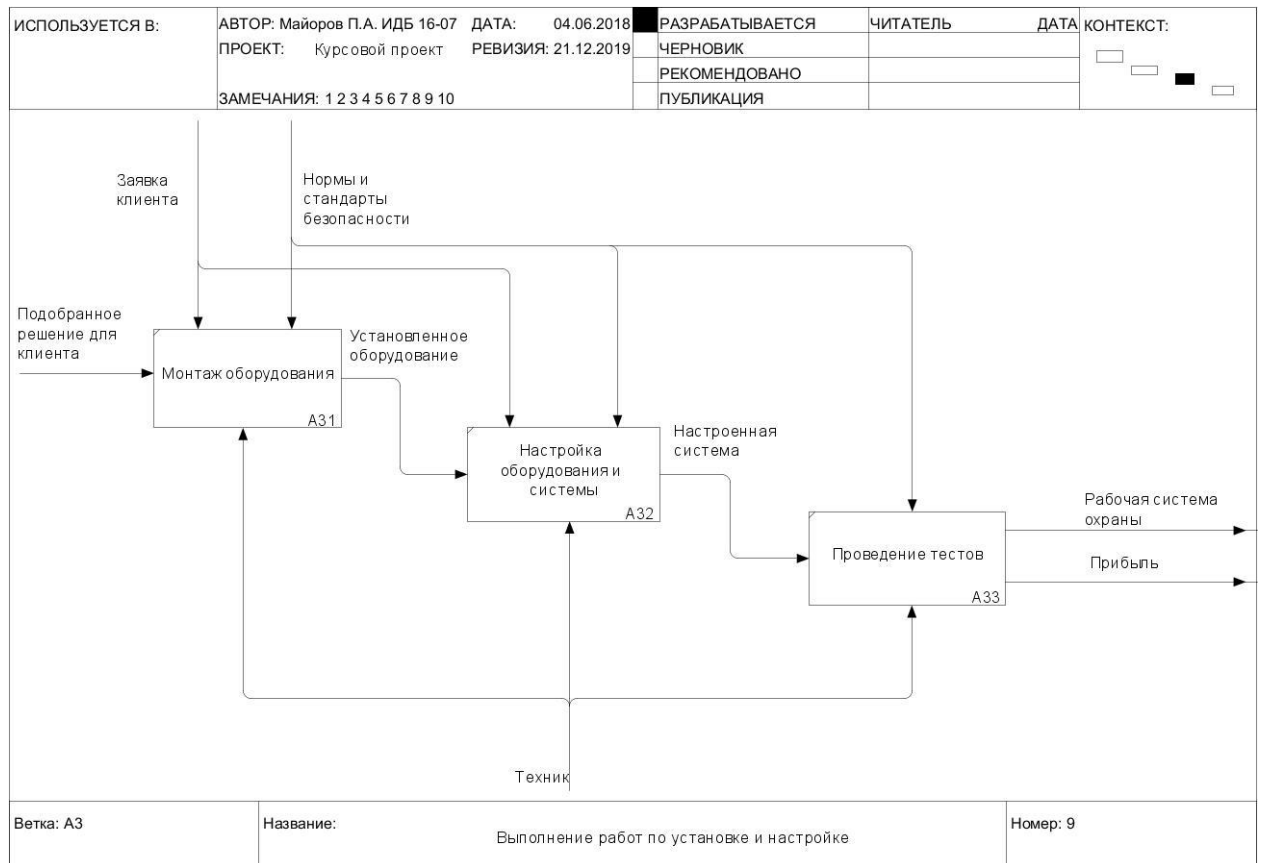 ИСПОЛЬЗУЕТСЯ В:
АВТОР: Майоров П.А. ИДБ 16-07
ДАТА: 04.06.2018
РАЗРАБАТЫВАЕТСЯ
ЧИТАТЕЛЬ
ДАТА
КОНТЕКСТ:
ПРОЕКТ: Курсовой проект
РЕВИЗИЯ: 21.12.2019
ЧЕРНОВИК
РЕКОМЕНДОВАНО
ЗАМЕЧАНИЯ: 1 2 3 4 5 6 7 8 9 10
ПУБЛИКАЦИЯ
Заявка
клиента
Нормы и
стандарты
безопасности
Подобранное
решение для
клиента
Монтаж оборудования
A31
Установленное
оборудование
Настройка
оборудования и
системы
A32
Настроенная
система
Проведение тестов
A33
Рабочая система
охраны
Прибыль
Техник
Ветка: A3
Название:
Выполнение работ по установке и настройке
Номер: 9